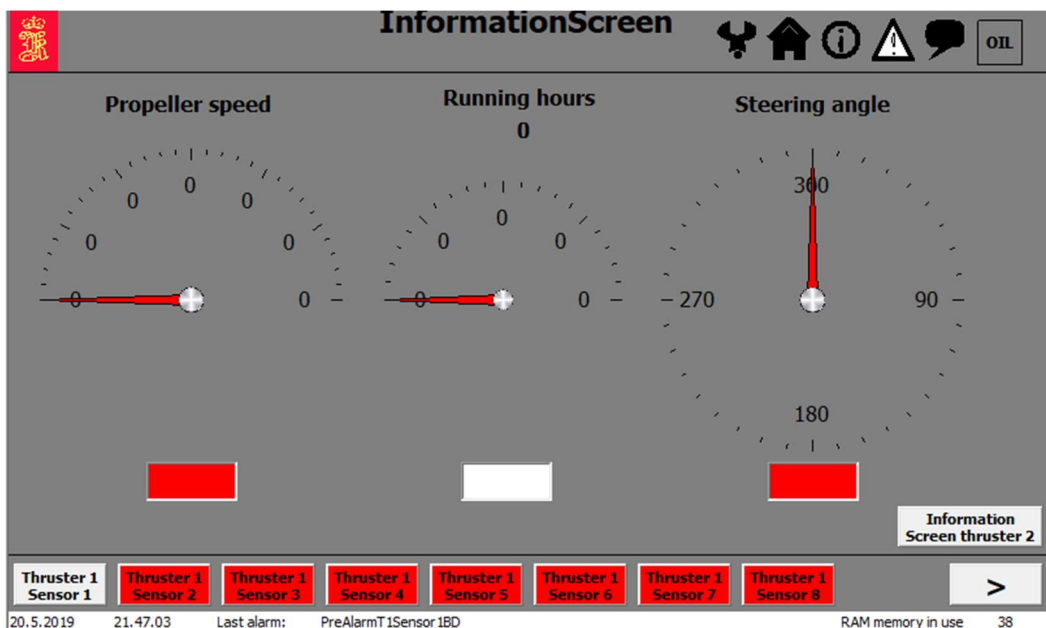 InformationScreen
OIL
Propeller speed
Running hours
Steering angle
0
0
0
0
0
0
0
0
0
0
0
0
0
360
270
90
180
Information
Screen thruster 2
Thruster 1
Sensor 1
Thruster 1
Sensor 2
Thruster 1
Sensor 3
Thruster 1
Sensor 4
Thruster 1
Sensor 5
Thruster 1
Sensor 6
Thruster 1
Sensor 7
Thruster 1
Sensor 8
>
20.5.2019 21.47.03 Last alarm: PreAlarmT1Sensor1BD RAM memory in use 38